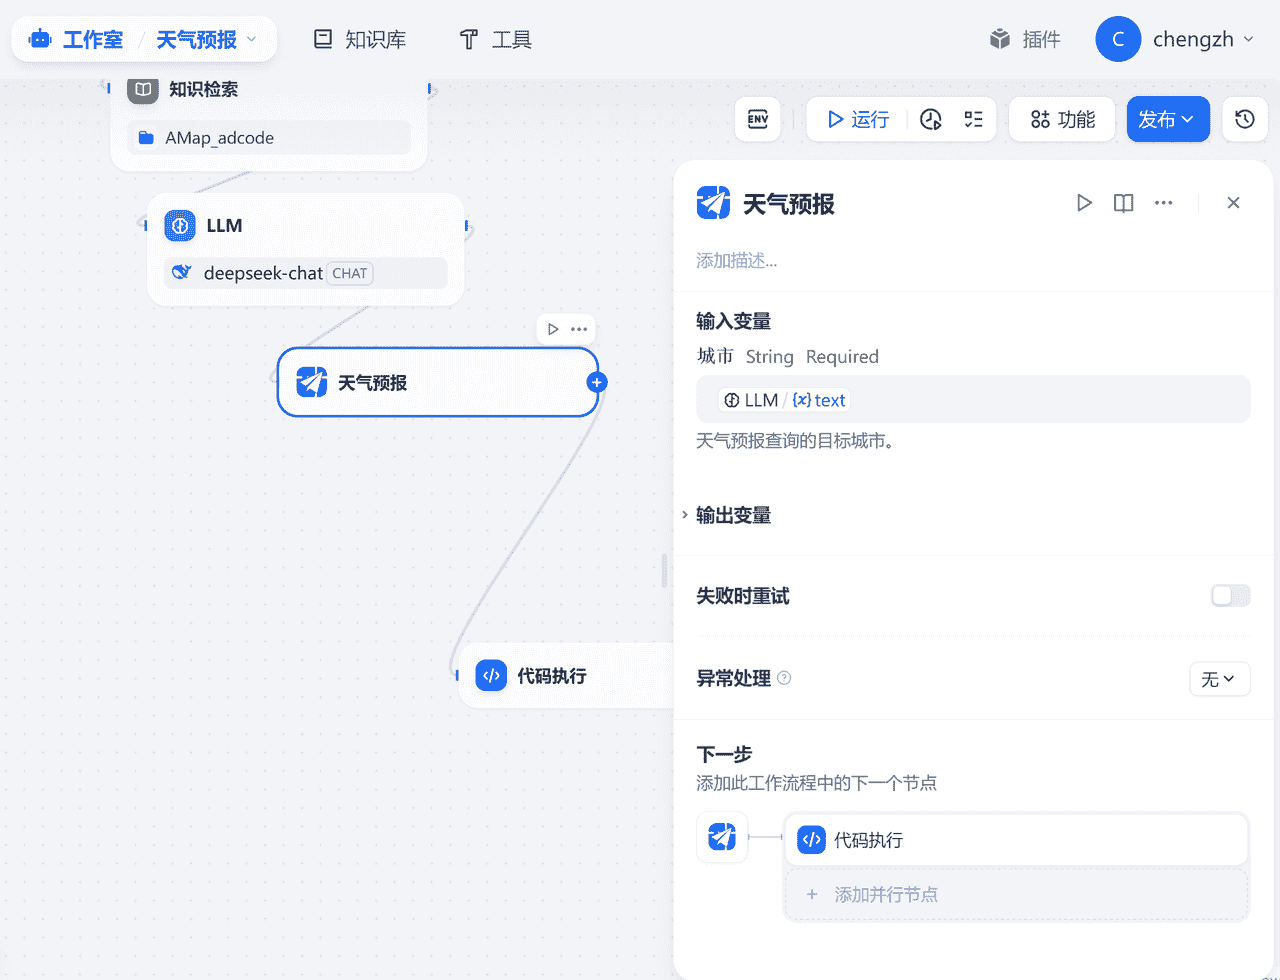 工作室 / 天气预报
知识库
工具
插件
C chengzh
知识检索
AMap_adcode
ENV
运行
功能
发布
LLM
deepseek-chat CHAT
天气预报
代码执行
天气预报
添加描述...
输入变量
城市 String Required
LLM / {x} text
天气预报查询的目标城市。
输出变量
失败时重试
异常处理
无
下一步
添加此工作流程中的下一个节点
代码执行
+ 添加并行节点